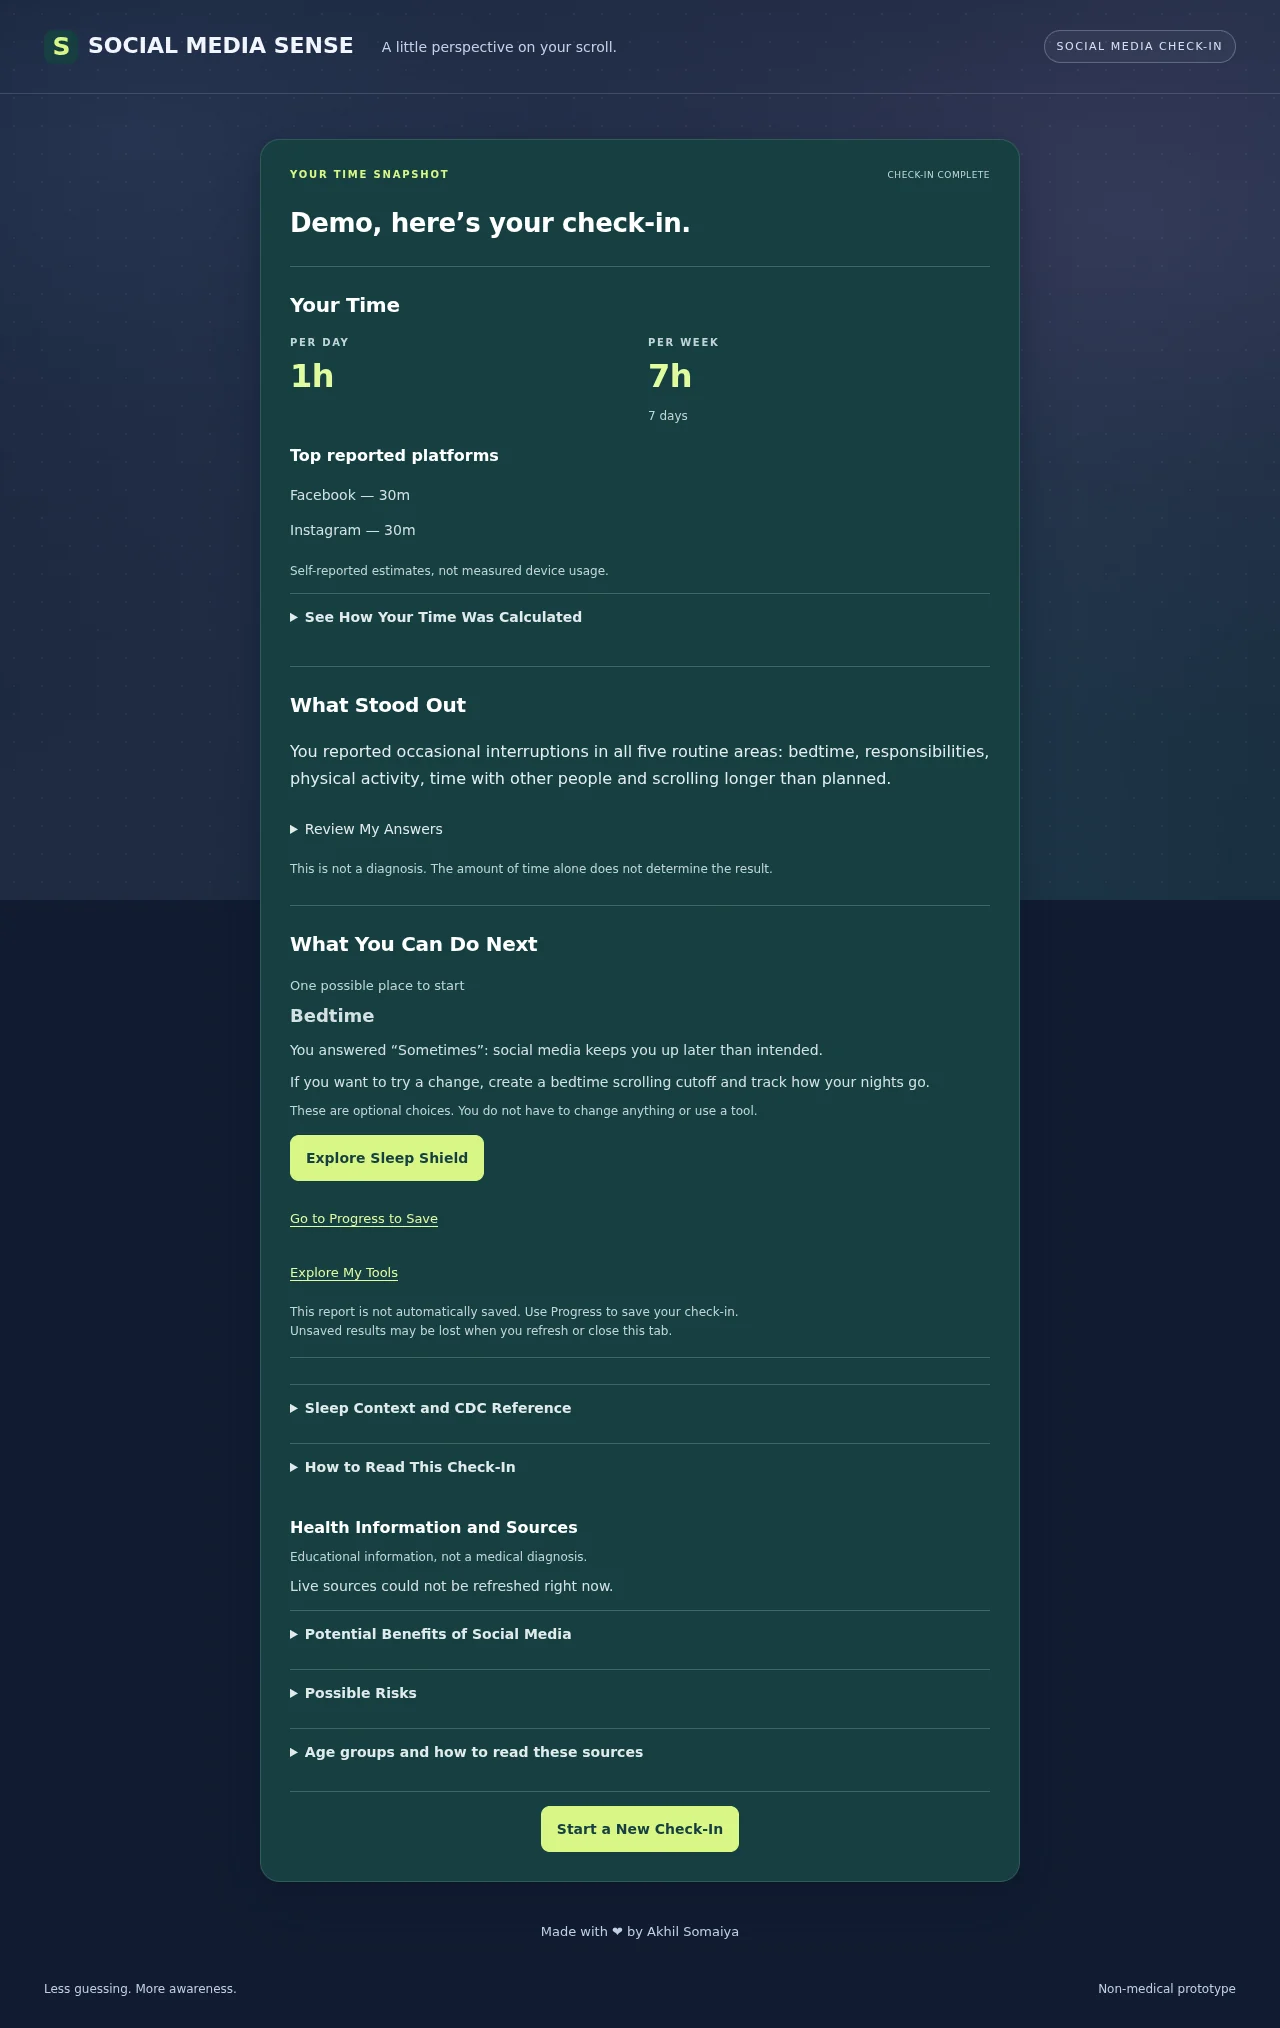 S SOCIAL MEDIA SENSE A little perspective on your scroll. SOCIAL MEDIA CHECK-IN
YOUR TIME SNAPSHOT CHECK-IN COMPLETE
Demo, here’s your check-in.
Your Time
PER DAY PER WEEK
1h 7h
7 days
Top reported platforms
Facebook — 30m
Instagram — 30m
Self-reported estimates, not measured device usage.
See How Your Time Was Calculated
What Stood Out
You reported occasional interruptions in all five routine areas: bedtime, responsibilities,
physical activity, time with other people and scrolling longer than planned.
Review My Answers
This is not a diagnosis. The amount of time alone does not determine the result.
What You Can Do Next
One possible place to start
Bedtime
You answered “Sometimes”: social media keeps you up later than intended.
If you want to try a change, create a bedtime scrolling cutoff and track how your nights go.
These are optional choices. You do not have to change anything or use a tool.
Explore Sleep Shield
Go to Progress to Save
Explore My Tools
This report is not automatically saved. Use Progress to save your check-in.
Unsaved results may be lost when you refresh or close this tab.
Sleep Context and CDC Reference
How to Read This Check-In
Health Information and Sources
Educational information, not a medical diagnosis.
Live sources could not be refreshed right now.
Potential Benefits of Social Media
Possible Risks
Age groups and how to read these sources
Start a New Check-In
Made with ❤ by Akhil Somaiya
Less guessing. More awareness. Non-medical prototype